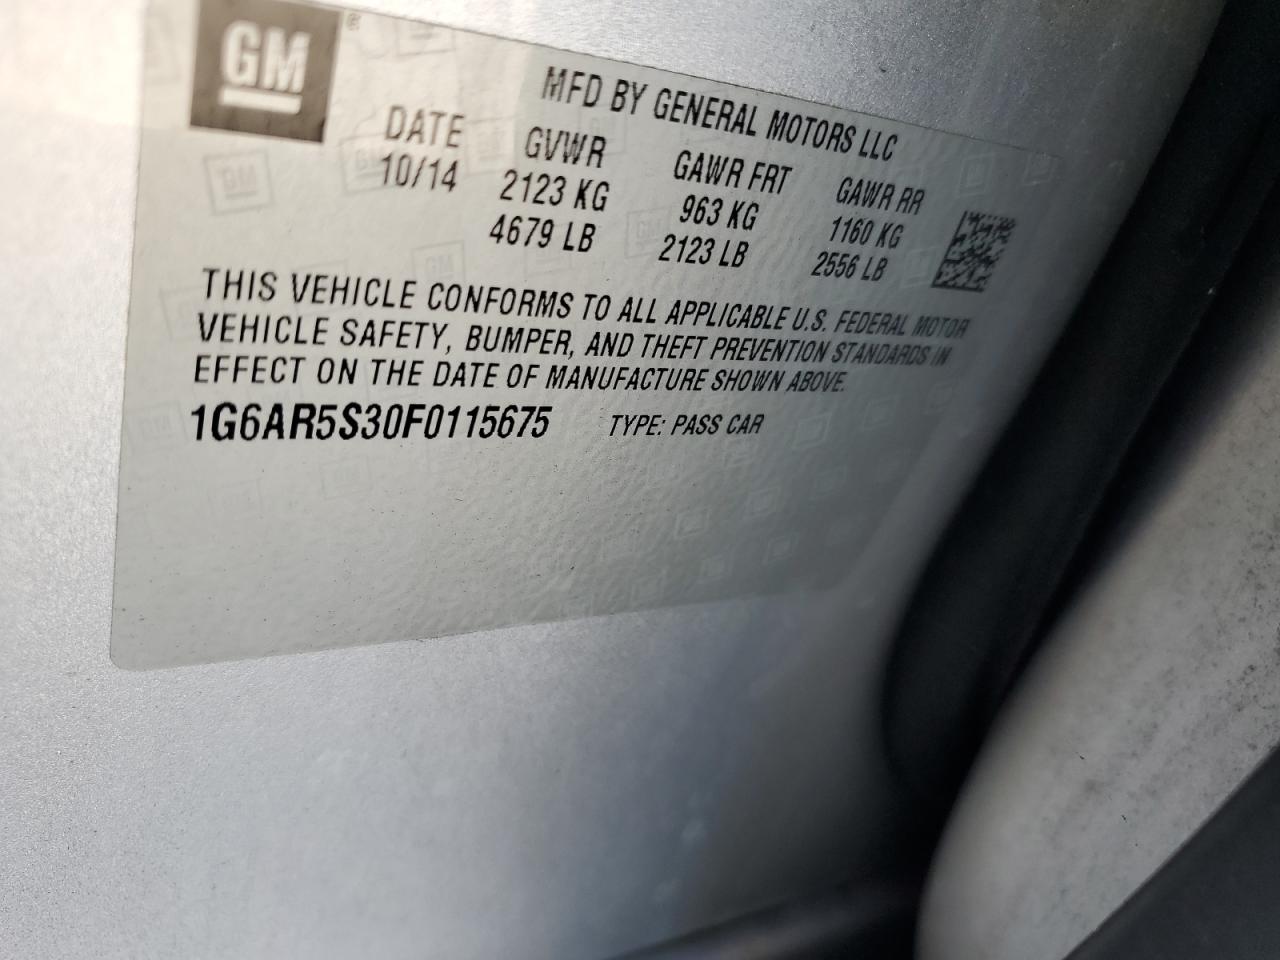 GM ®
MFD BY GENERAL MOTORS LLC
DATE GVWR GAWR FRT GAWR RR
10/14 2123 KG 963 KG 1160 KG
4679 LB 2123 LB 2556 LB
THIS VEHICLE CONFORMS TO ALL APPLICABLE U.S. FEDERAL MOTOR
VEHICLE SAFETY, BUMPER, AND THEFT PREVENTION STANDARDS IN
EFFECT ON THE DATE OF MANUFACTURE SHOWN ABOVE.
1G6AR5S30F0115675 TYPE: PASS CAR